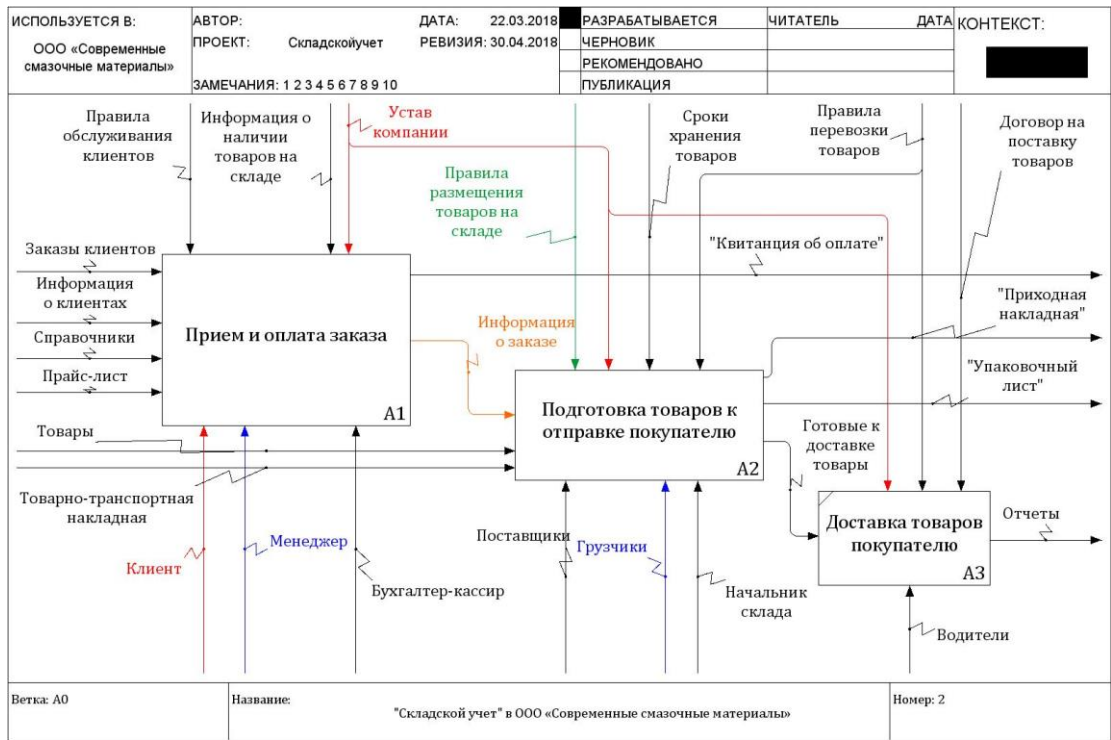 ИСПОЛЬЗУЕТСЯ В:
ООО «Современные
смазочные материалы»
АВТОР:
ДАТА: 22.03.2018
ПРОЕКТ: Складскойучет
РЕВИЗИЯ: 30.04.2018
ЗАМЕЧАНИЯ: 1 2 3 4 5 6 7 8 9 10
РАЗРАБАТЫВАЕТСЯ
ЧЕРНОВИК
РЕКОМЕНДОВАНО
ПУБЛИКАЦИЯ
ЧИТАТЕЛЬ
ДАТА
КОНТЕКСТ:
Правила
обслуживания
клиентов
Информация о
наличии
товаров на
складе
Устав
компании
Правила
размещения
товаров на
складе
Сроки
хранения
товаров
Правила
перевозки
товаров
Договор на
поставку
товаров
Заказы клиентов
Информация
о клиентах
Справочники
Прайс-лист
Прием и оплата заказа
А1
"Квитанция об оплате"
"Приходная
накладная"
Информация
о заказе
"Упаковочный
лист"
Подготовка товаров к
отправке покупателю
А2
Товары
Товарно-транспортная
накладная
Готовые к
доставке
товары
Доставка товаров
покупателю
А3
Отчеты
Клиент
Менеджер
Бухгалтер-кассир
Поставщики
Грузчики
Начальник
склада
Водители
Ветка: А0
Название:
"Складской учет" в ООО «Современные смазочные материалы»
Номер: 2